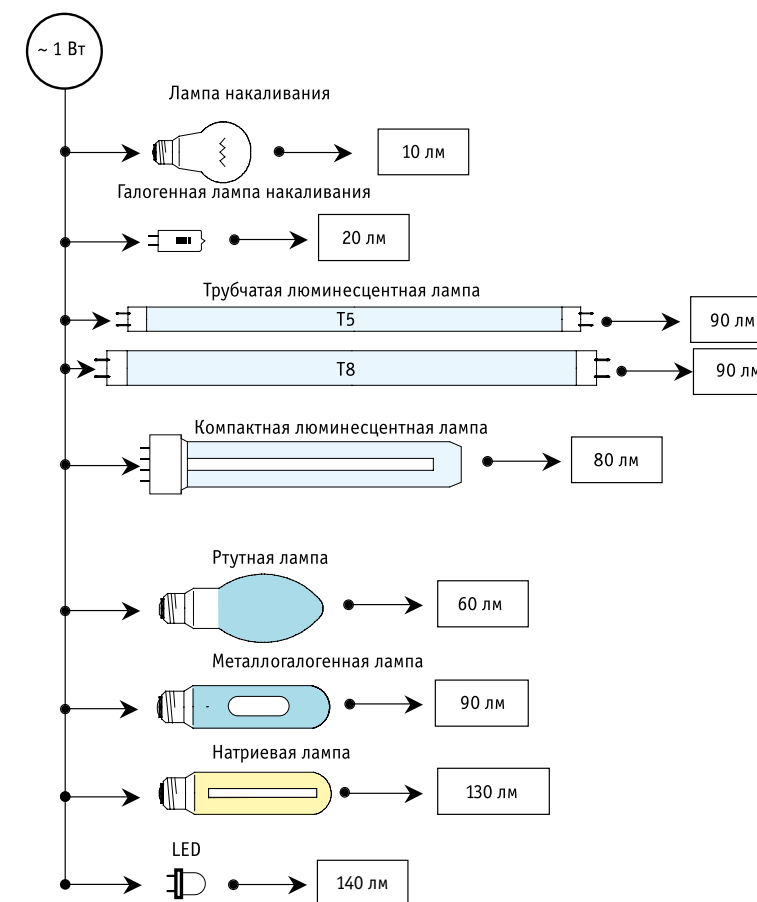 ~ 1 Вт
Лампа накаливания
10 лм
Галогенная лампа накаливания
20 лм
Трубчатая люминесцентная лампа
T5
90 лм
T8
90 лм
Компактная люминесцентная лампа
80 лм
Ртутная лампа
60 лм
Металлогалогенная лампа
90 лм
Натриевая лампа
130 лм
LED
140 лм